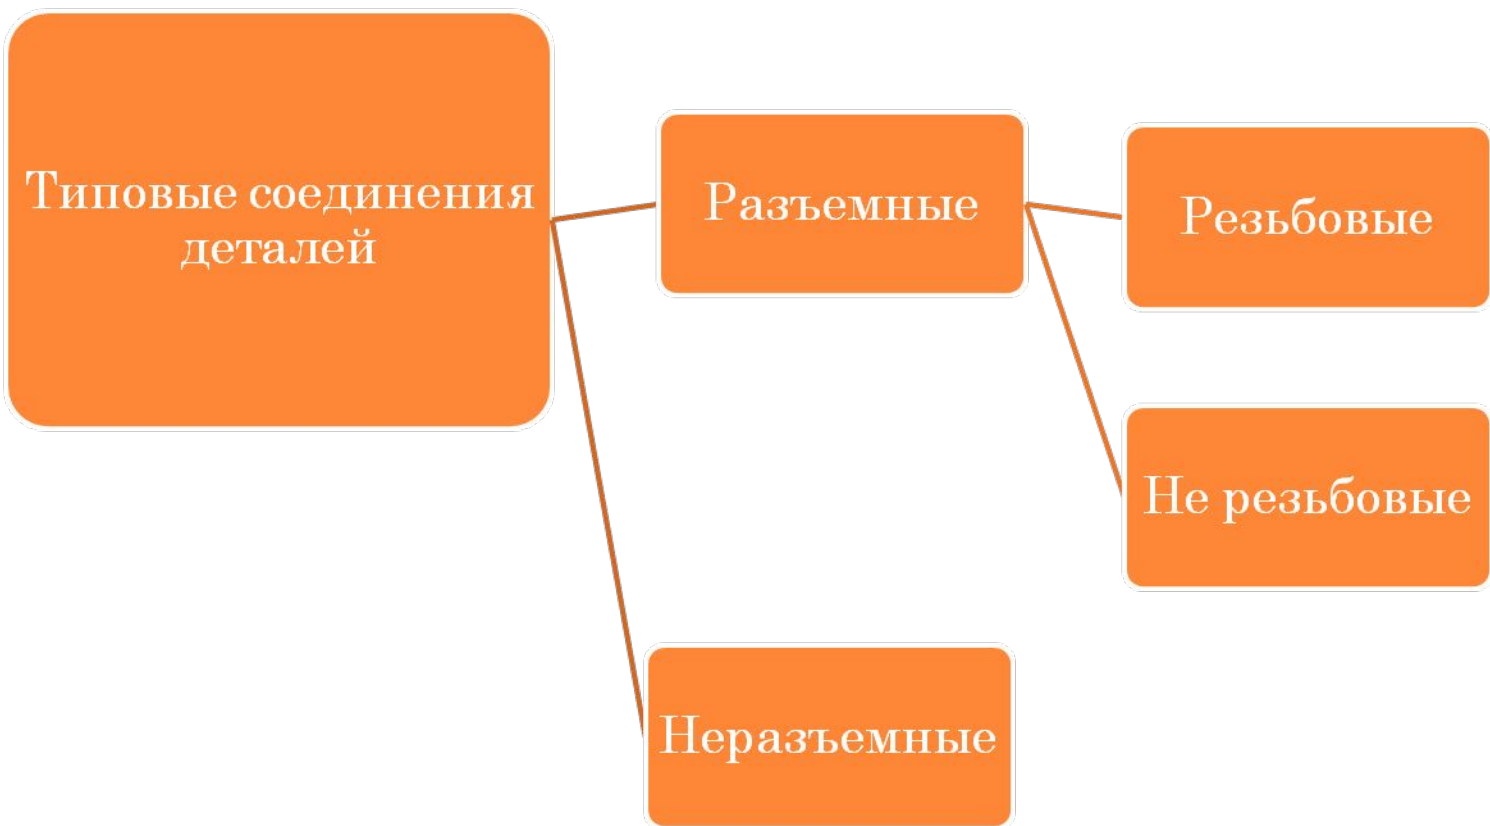 Типовые соединения
деталей
Разъемные
Резьбовые
Не резьбовые
Неразъемные